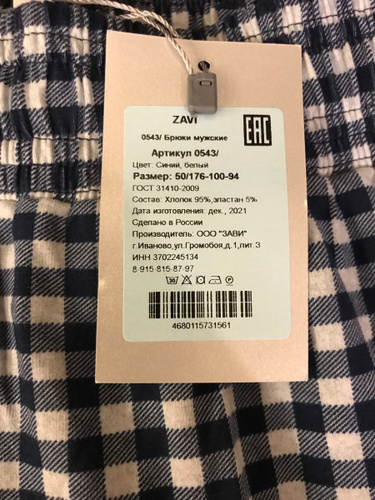 ZAVI
0543/ Брюки мужские
EAC
Артикул 0543/
Цвет: Синий, белый
Размер: 50/176-100-94
ГОСТ 31410-2009
Состав: Хлопок 95%,эластан 5%
Дата изготовления: дек., 2021
Сделано в России
Производитель: ООО "ЗАВИ"
г.Иваново,ул.Громобоя,д.1,лит.З
ИНН 3702245134
8-915-815-87-97
4680115731561